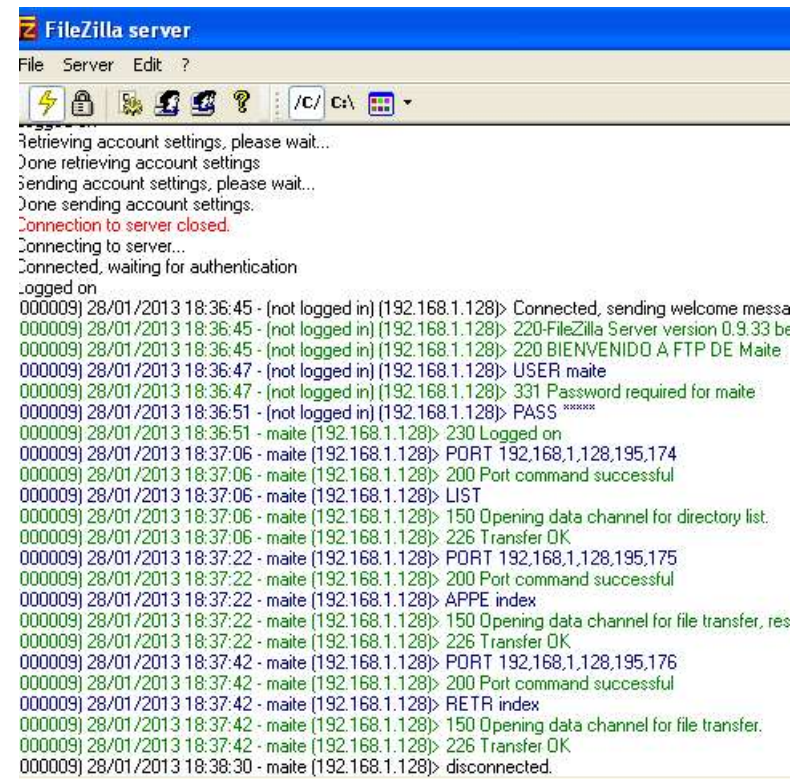 FileZilla server
File Server Edit ?
/C/ C:\
Logged on
Retrieving account settings, please wait...
Done retrieving account settings
Sending account settings, please wait...
Done sending account settings.
Connection to server closed.
Connecting to server...
Connected, waiting for authentication
Logged on
000009) 28/01/2013 18:36:45 - (not logged in) (192.168.1.128)> Connected, sending welcome messa
000009) 28/01/2013 18:36:45 - (not logged in) (192.168.1.128)> 220-FileZilla Server version 0.9.33 be
000009) 28/01/2013 18:36:45 - (not logged in) (192.168.1.128)> 220 BIENVENIDO A FTP DE Maite
000009) 28/01/2013 18:36:47 - (not logged in) (192.168.1.128)> USER maite
000009) 28/01/2013 18:36:47 - (not logged in) (192.168.1.128)> 331 Password required for maite
000009) 28/01/2013 18:36:51 - (not logged in) (192.168.1.128)> PASS *****
000009) 28/01/2013 18:36:51 - maite (192.168.1.128)> 230 Logged on
000009) 28/01/2013 18:37:06 - maite (192.168.1.128)> PORT 192,168,1,128,195,174
000009) 28/01/2013 18:37:06 - maite (192.168.1.128)> 200 Port command successful
000009) 28/01/2013 18:37:06 - maite (192.168.1.128)> LIST
000009) 28/01/2013 18:37:06 - maite (192.168.1.128)> 150 Opening data channel for directory list.
000009) 28/01/2013 18:37:06 - maite (192.168.1.128)> 226 Transfer OK
000009) 28/01/2013 18:37:22 - maite (192.168.1.128)> PORT 192,168,1,128,195,175
000009) 28/01/2013 18:37:22 - maite (192.168.1.128)> 200 Port command successful
000009) 28/01/2013 18:37:22 - maite (192.168.1.128)> APPE index
000009) 28/01/2013 18:37:22 - maite (192.168.1.128)> 150 Opening data channel for file transfer, res
000009) 28/01/2013 18:37:22 - maite (192.168.1.128)> 226 Transfer OK
000009) 28/01/2013 18:37:42 - maite (192.168.1.128)> PORT 192,168,1,128,195,176
000009) 28/01/2013 18:37:42 - maite (192.168.1.128)> 200 Port command successful
000009) 28/01/2013 18:37:42 - maite (192.168.1.128)> RETR index
000009) 28/01/2013 18:37:42 - maite (192.168.1.128)> 150 Opening data channel for file transfer.
000009) 28/01/2013 18:37:42 - maite (192.168.1.128)> 226 Transfer OK
000009) 28/01/2013 18:38:30 - maite (192.168.1.128)> disconnected.